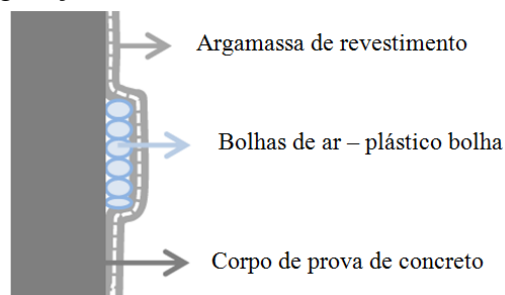 Argamassa de revestimento
Bolhas de ar – plástico bolha
Corpo de prova de concreto